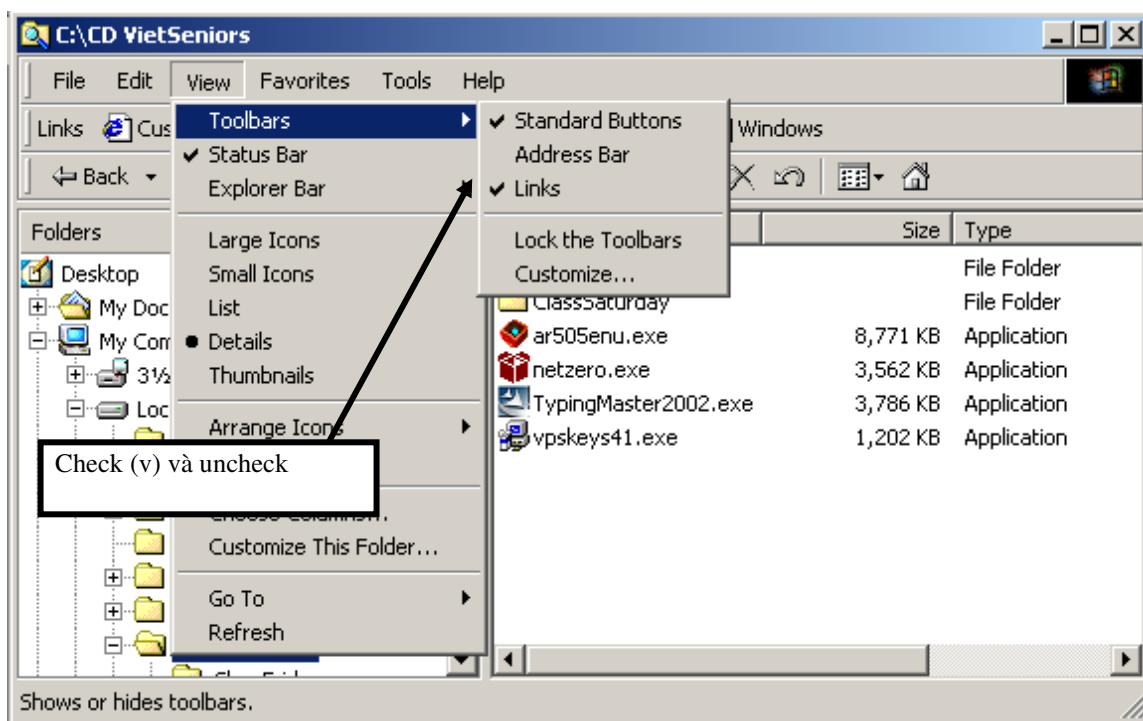 C:\CD VietSeniors
File Edit View Favorites Tools Help
Links Cus Windows
Back
Toolbars
Status Bar
Explorer Bar
Large Icons
Small Icons
List
Details
Thumbnails
Arrange Icons
Choose Columns...
Customize This Folder...
Go To
Refresh
Standard Buttons
Address Bar
Links
Lock the Toolbars
Customize...
Check (v) và uncheck
Folders
Desktop
My Doc
My Com
3½
Loc
Size Type
File Folder
ClassSaturday File Folder
ar505enu.exe 8,771 KB Application
netzero.exe 3,562 KB Application
TypingMaster2002.exe 3,786 KB Application
vpskeys41.exe 1,202 KB Application
Shows or hides toolbars.